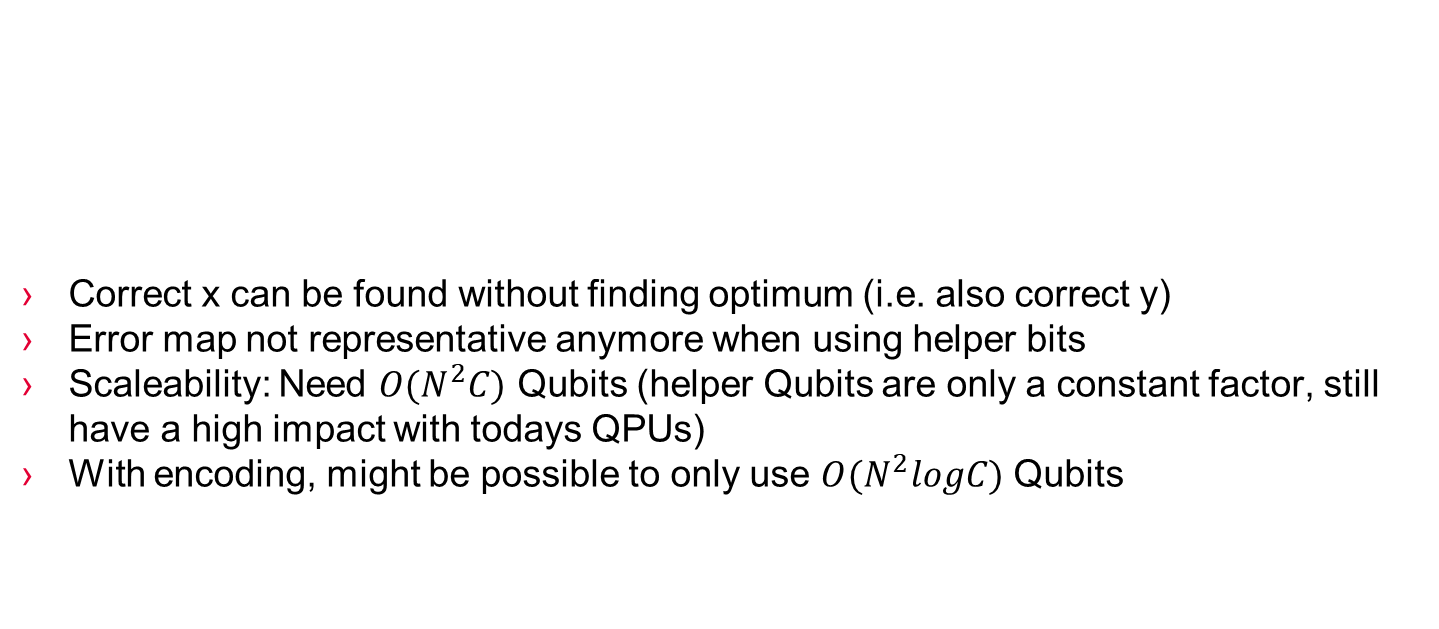 › Correct x can be found without finding optimum (i.e. also correct y)
› Error map not representative anymore when using helper bits
› Scaleability: Need 𝑂(𝑁²𝐶) Qubits (helper Qubits are only a constant factor, still
have a high impact with todays QPUs)
› With encoding, might be possible to only use 𝑂(𝑁²𝑙𝑜𝑔𝐶) Qubits